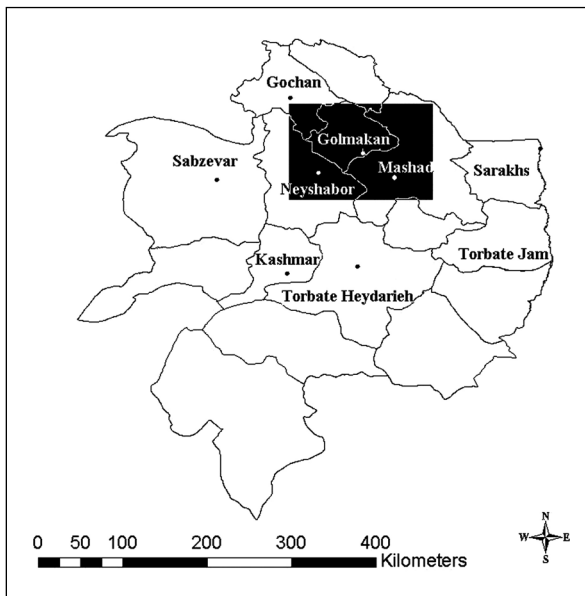 Gochan
Golmakan
Sabzevar
Mashad
Sarakhs
Neyshabor
Kashmar
Torbate Jam
Torbate Heydarieh
N
W E
S
0 50 100 200 300 400
Kilometers